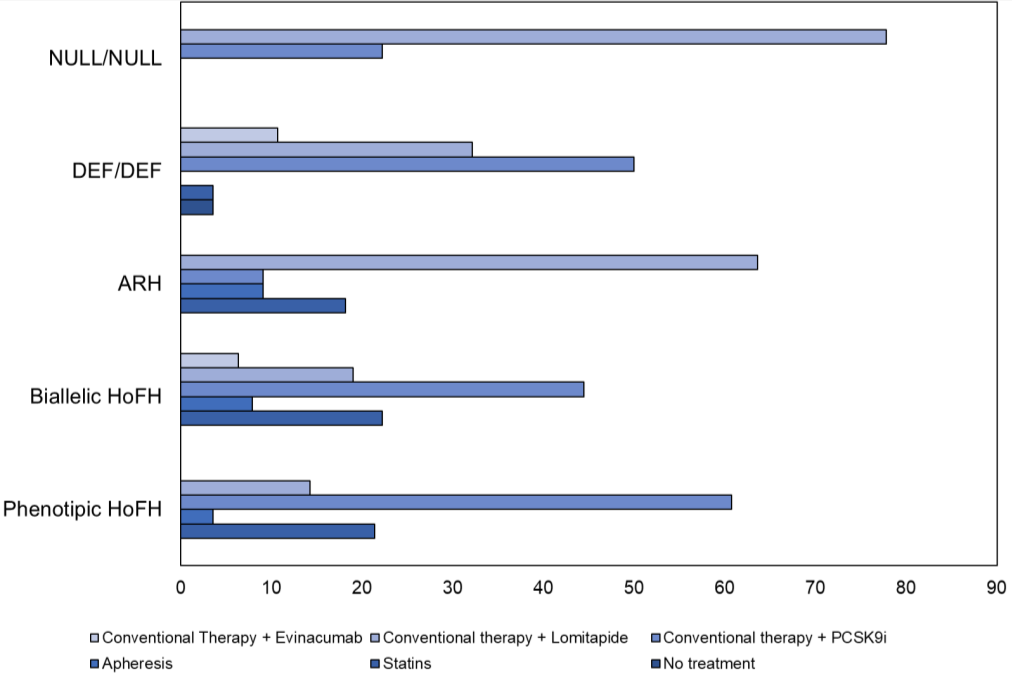 NULL/NULL
DEF/DEF
ARH
Biallelic HoFH
Phenotipic HoFH
0 10 20 30 40 50 60 70 80 90
Conventional Therapy + Evinacumab Conventional therapy + Lomitapide Conventional therapy + PCSK9i
Apheresis Statins No treatment